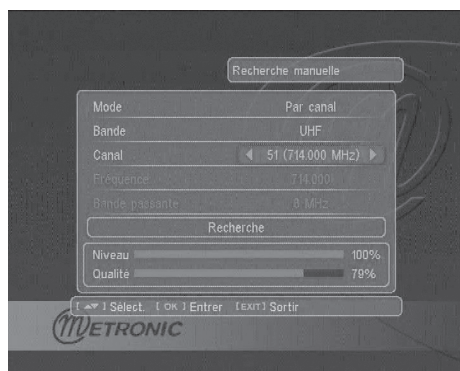 Recherche manuelle
Mode Par canal
Bande UHF
Canal 51 (714.000 MHz)
Fréquence 714.000
Bande passante 8 MHz
Recherche
Niveau 100%
Qualité 79%
[ ▲▼ ] Sélect. [ OK ] Entrer [EXIT] Sortir
METRONIC